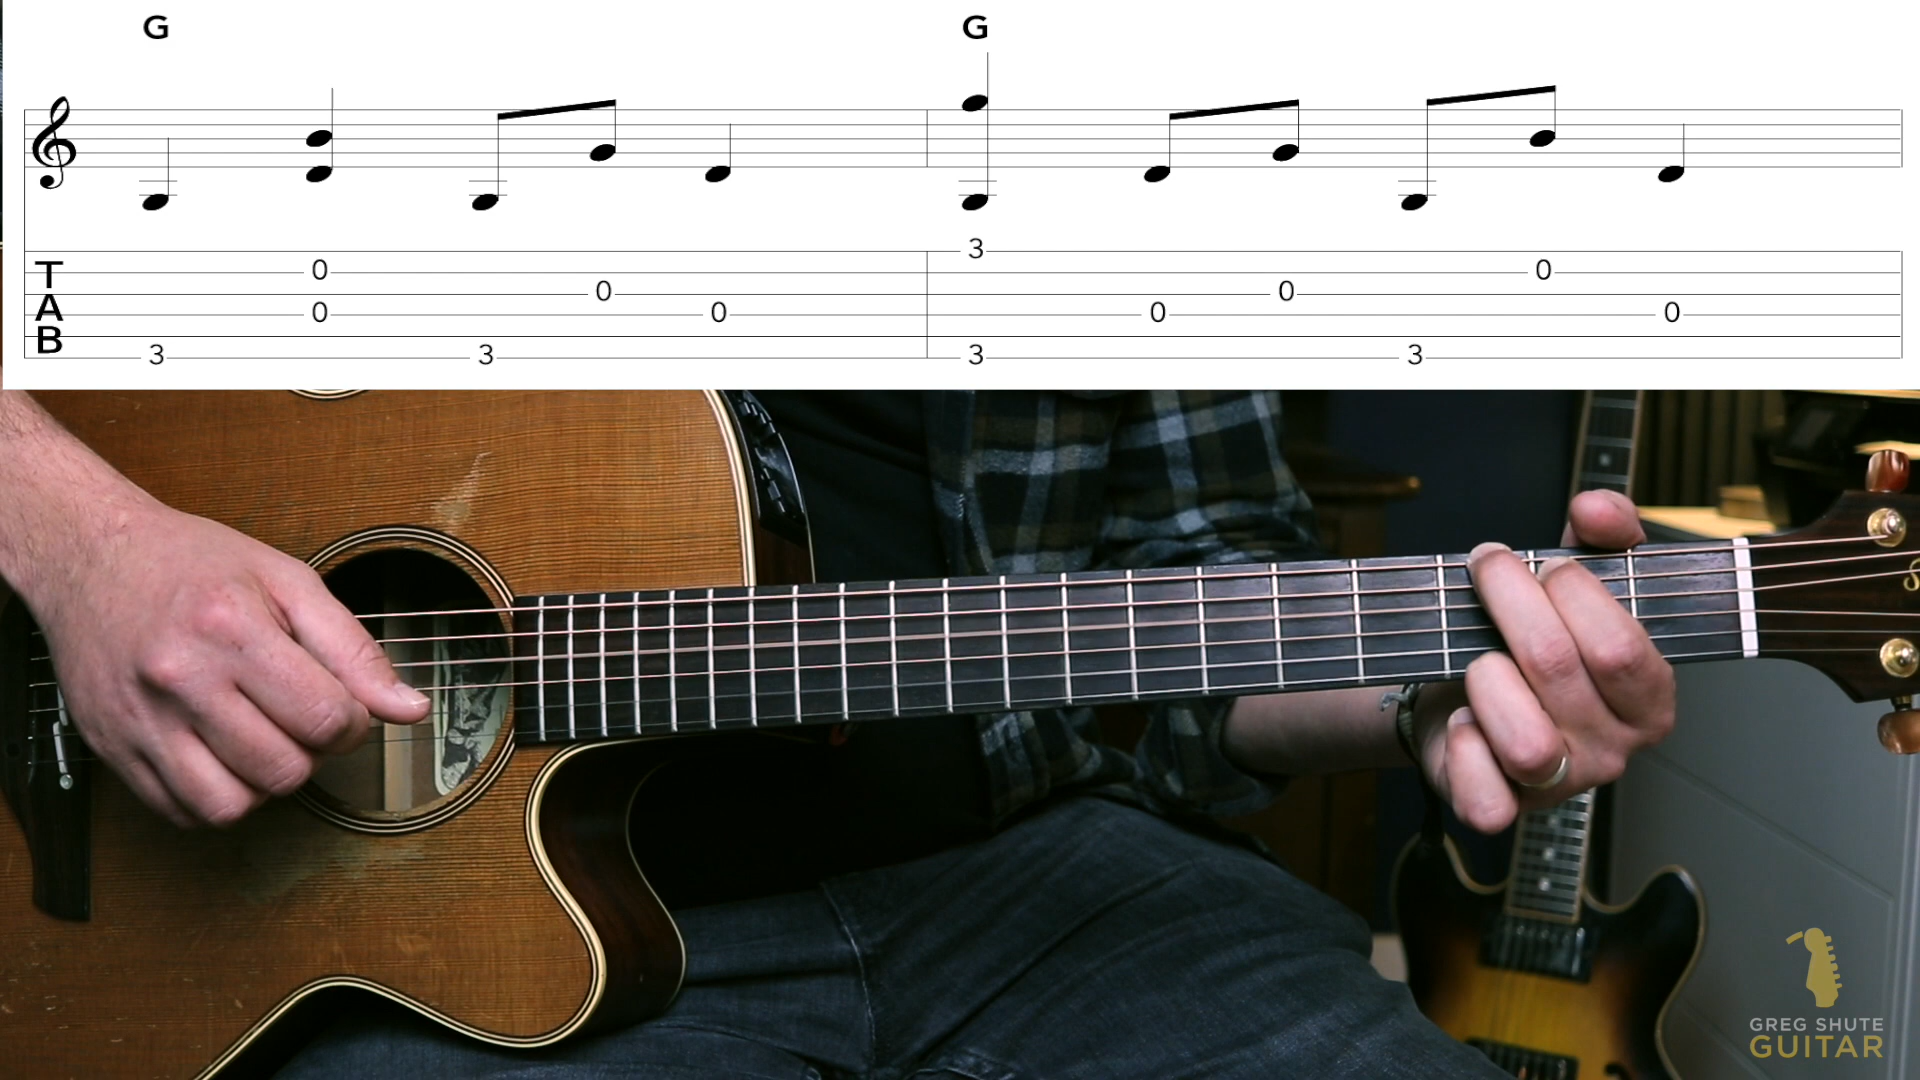 G G
3
T 0 0
0 0
A 0 0 0 0
B 3 3 3 3
GREG SHUTE
GUITAR